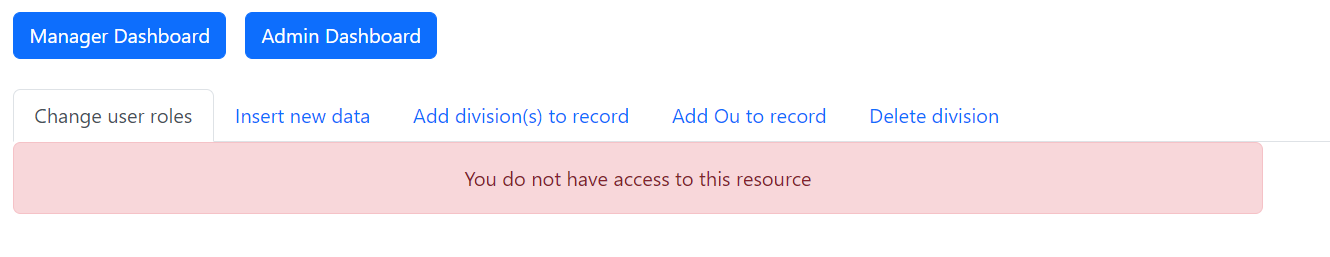 Manager Dashboard Admin Dashboard
Change user roles Insert new data Add division(s) to record Add Ou to record Delete division
You do not have access to this resource